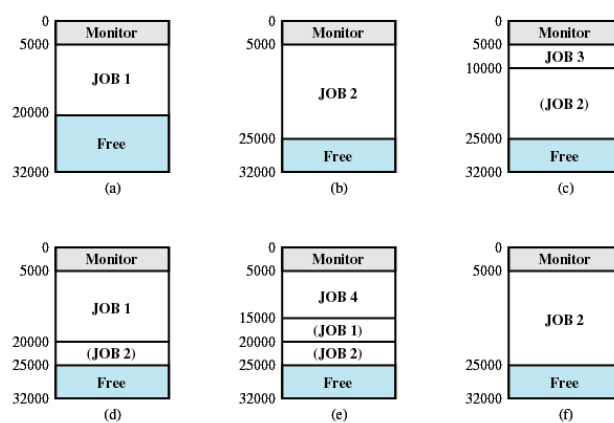 0
Monitor
5000
JOB 1
20000
Free
32000
(a)
0
Monitor
5000
JOB 2
25000
Free
32000
(b)
0
Monitor
5000
JOB 3
10000
(JOB 2)
25000
Free
32000
(c)
0
Monitor
5000
JOB 1
20000
(JOB 2)
25000
Free
32000
(d)
0
Monitor
5000
JOB 4
15000
(JOB 1)
20000
(JOB 2)
25000
Free
32000
(e)
0
Monitor
5000
JOB 2
25000
Free
32000
(f)